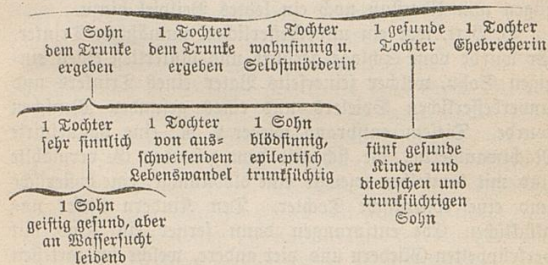 1 Sohn
dem Trunke
ergeben
1 Tochter
dem Trunke
ergeben
1 Tochter
wahnsinnig u.
Selbstmörderin
1 gesunde
Tochter
1 Tochter
Ehebrecherin
1 Tochter
sehr sinnlich
1 Tochter
von aus-
schweifendem
Lebenswandel
1 Sohn
blödsinnig,
epileptisch
trunksüchtig
fünf gesunde
Kinder und
diebischen und
trunksüchtigen
Sohn
1 Sohn
geistig gesund, aber
an Wassersucht
leidend